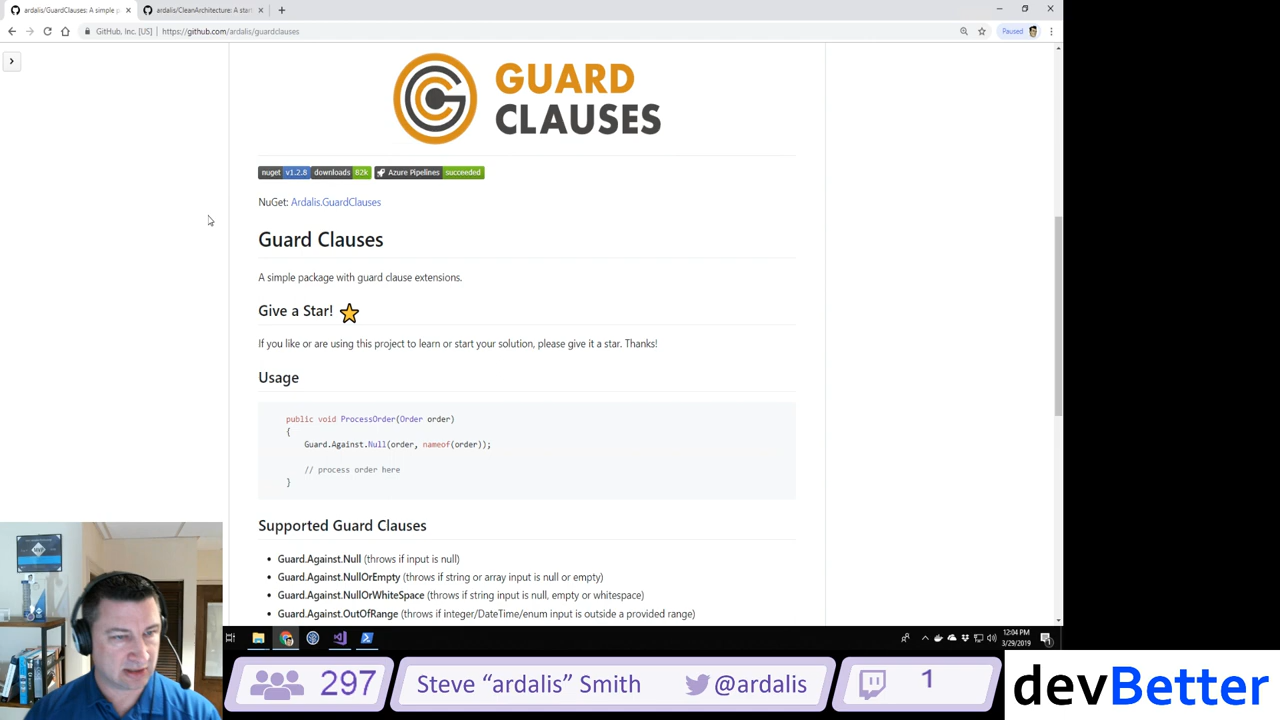 ardalis/GuardClauses: A simple p
ardalis/CleanArchitecture: A star
GitHub, Inc. [US] | https://github.com/ardalis/guardclauses
Paused
GUARD
CLAUSES
nuget v1.2.8 downloads 82k Azure Pipelines succeeded
NuGet: Ardalis.GuardClauses
Guard Clauses
A simple package with guard clause extensions.
Give a Star!
If you like or are using this project to learn or start your solution, please give it a star. Thanks!
Usage
public void ProcessOrder(Order order)
{
Guard.Against.Null(order, nameof(order));
// process order here
}
Supported Guard Clauses
• Guard.Against.Null (throws if input is null)
• Guard.Against.NullOrEmpty (throws if string or array input is null or empty)
• Guard.Against.NullOrWhiteSpace (throws if string input is null, empty or whitespace)
• Guard.Against.OutOfRange (throws if integer/DateTime/enum input is outside a provided range)
12:04 PM
3/29/2019
297
Steve “ardalis” Smith
@ardalis
1
devBetter